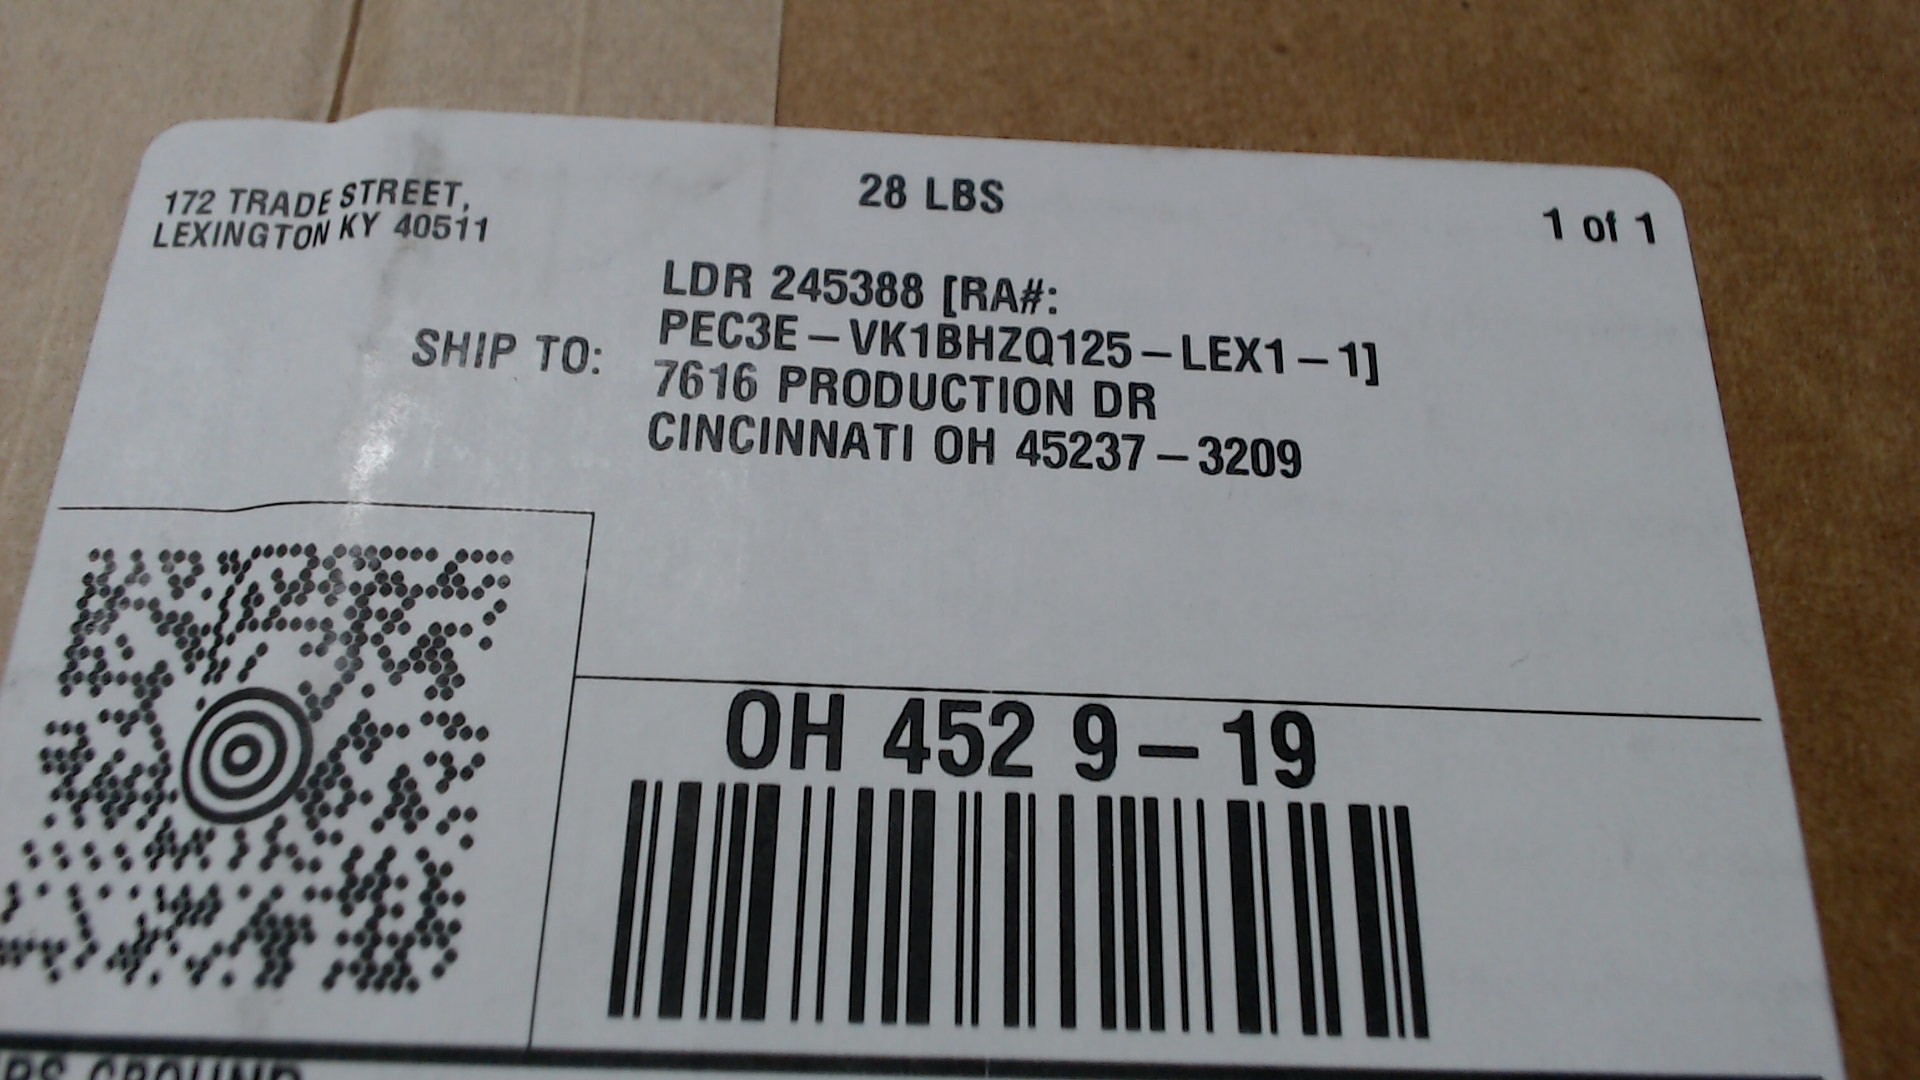 172 TRADE STREET,
LEXINGTON KY 40511
28 LBS
1 of 1
SHIP TO:
LDR 245388 [RA#:
PEC3E-VK1BHZQ125-LEX1-1]
7616 PRODUCTION DR
CINCINNATI OH 45237-3209
OH 452 9-19
GROUND